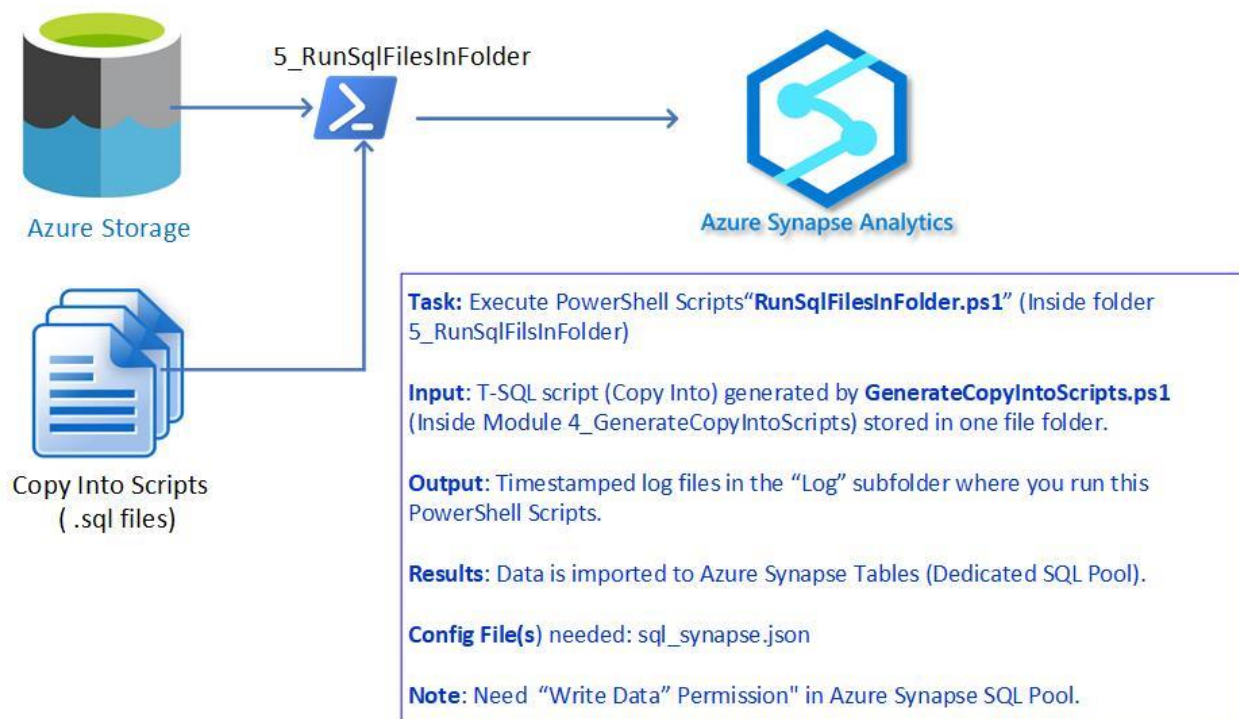 5_RunSqlFilesInFolder
Azure Storage
Azure Synapse Analytics
Copy Into Scripts
( .sql files)
Task: Execute PowerShell Scripts“RunSqlFilesInFolder.ps1” (Inside folder
5_RunSqlFilsInFolder)
Input: T-SQL script (Copy Into) generated by GenerateCopyIntoScripts.ps1
(Inside Module 4_GenerateCopyIntoScripts) stored in one file folder.
Output: Timestamped log files in the “Log” subfolder where you run this
PowerShell Scripts.
Results: Data is imported to Azure Synapse Tables (Dedicated SQL Pool).
Config File(s) needed: sql_synapse.json
Note: Need “Write Data” Permission" in Azure Synapse SQL Pool.